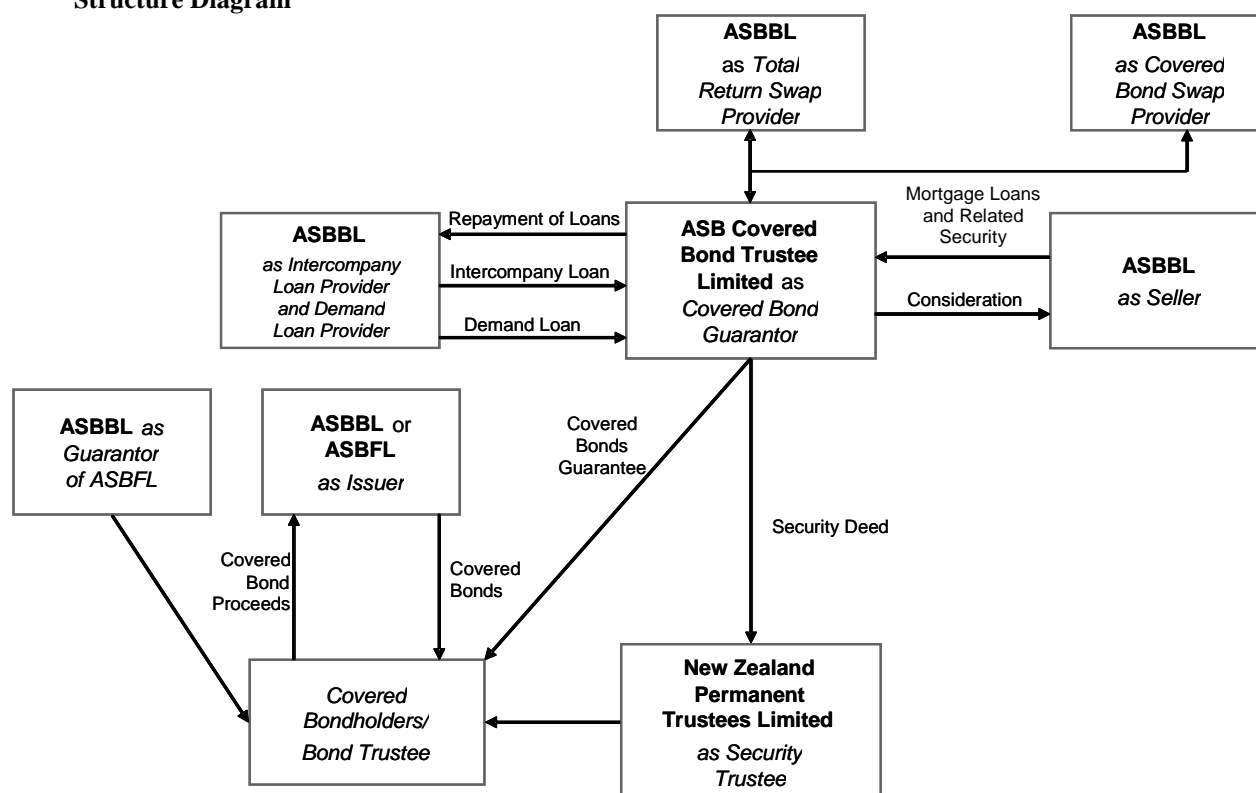 Structure Diagram
ASBBL
as Total
Return Swap
Provider
ASBBL
as Covered
Bond Swap
Provider
ASBBL
as Intercompany
Loan Provider
and Demand
Loan Provider
Repayment of Loans
Intercompany Loan
Demand Loan
ASB Covered
Bond Trustee
Limited as
Covered Bond
Guarantor
Mortgage Loans
and Related
Security
Consideration
ASBBL
as Seller
ASBBL as
Guarantor
of ASBFL
ASBBL or
ASBFL
as Issuer
Covered
Bonds
Guarantee
Security Deed
Covered
Bond
Proceeds
Covered
Bonds
Covered
Bondholders/
Bond Trustee
New Zealand
Permanent
Trustees Limited
as Security
Trustee